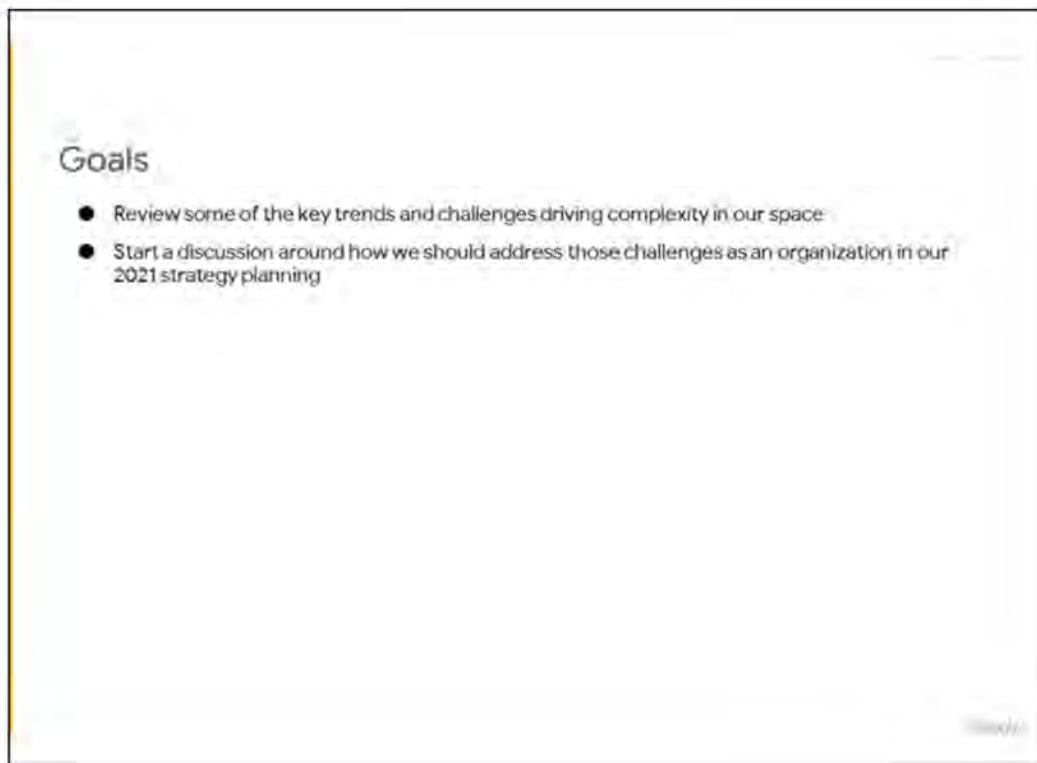 Goals
● Review some of the key trends and challenges driving complexity in our space
● Start a discussion around how we should address those challenges as an organization in our
2021 strategy planning